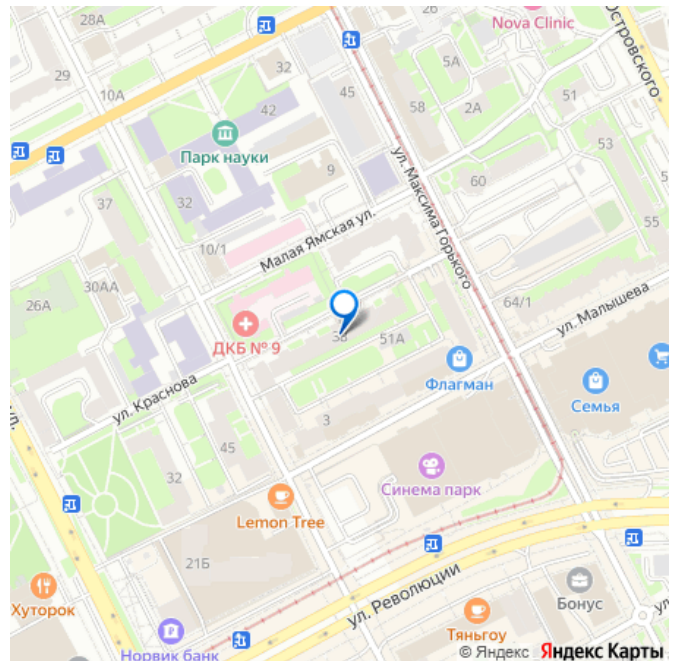 28А
26
Nova Clinic
Островского
29
32
5А
10А
45
58
2А
51
42
Парк науки
53
9
60
ул. Максима Горького
37
32
10/1
Малая Ямская ул.
55
30АА
26А
64/1
ул. Малышева
38
51А
ДКБ № 9
Флагман
Семья
ул. Краснова
ул.
3
45
32
Синема парк
Lemon Tree
21Б
ул. Революции
Хуторок
Бонус
Тяньгоу
Норвик банк
© Яндекс Яндекс Карты